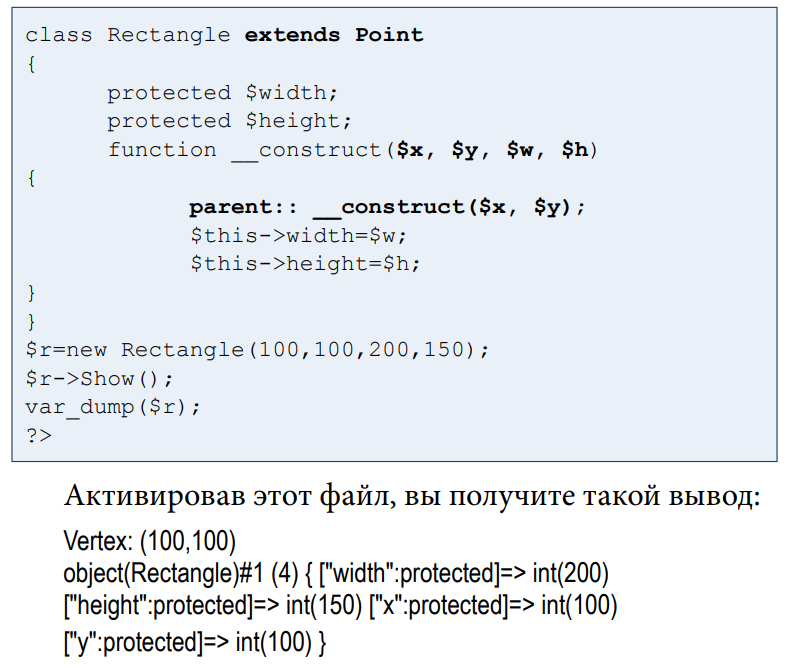 class Rectangle extends Point
{
protected $width;
protected $height;
function __construct($x, $y, $w, $h)
{
parent:: __construct($x, $y);
$this->width=$w;
$this->height=$h;
}
}
$r=new Rectangle(100,100,200,150);
$r->Show();
var_dump($r);
?>
Активировав этот файл, вы получите такой вывод:
Vertex: (100,100)
object(Rectangle)#1 (4) { ["width":protected]=> int(200)
["height":protected]=> int(150) ["x":protected]=> int(100)
["y":protected]=> int(100) }